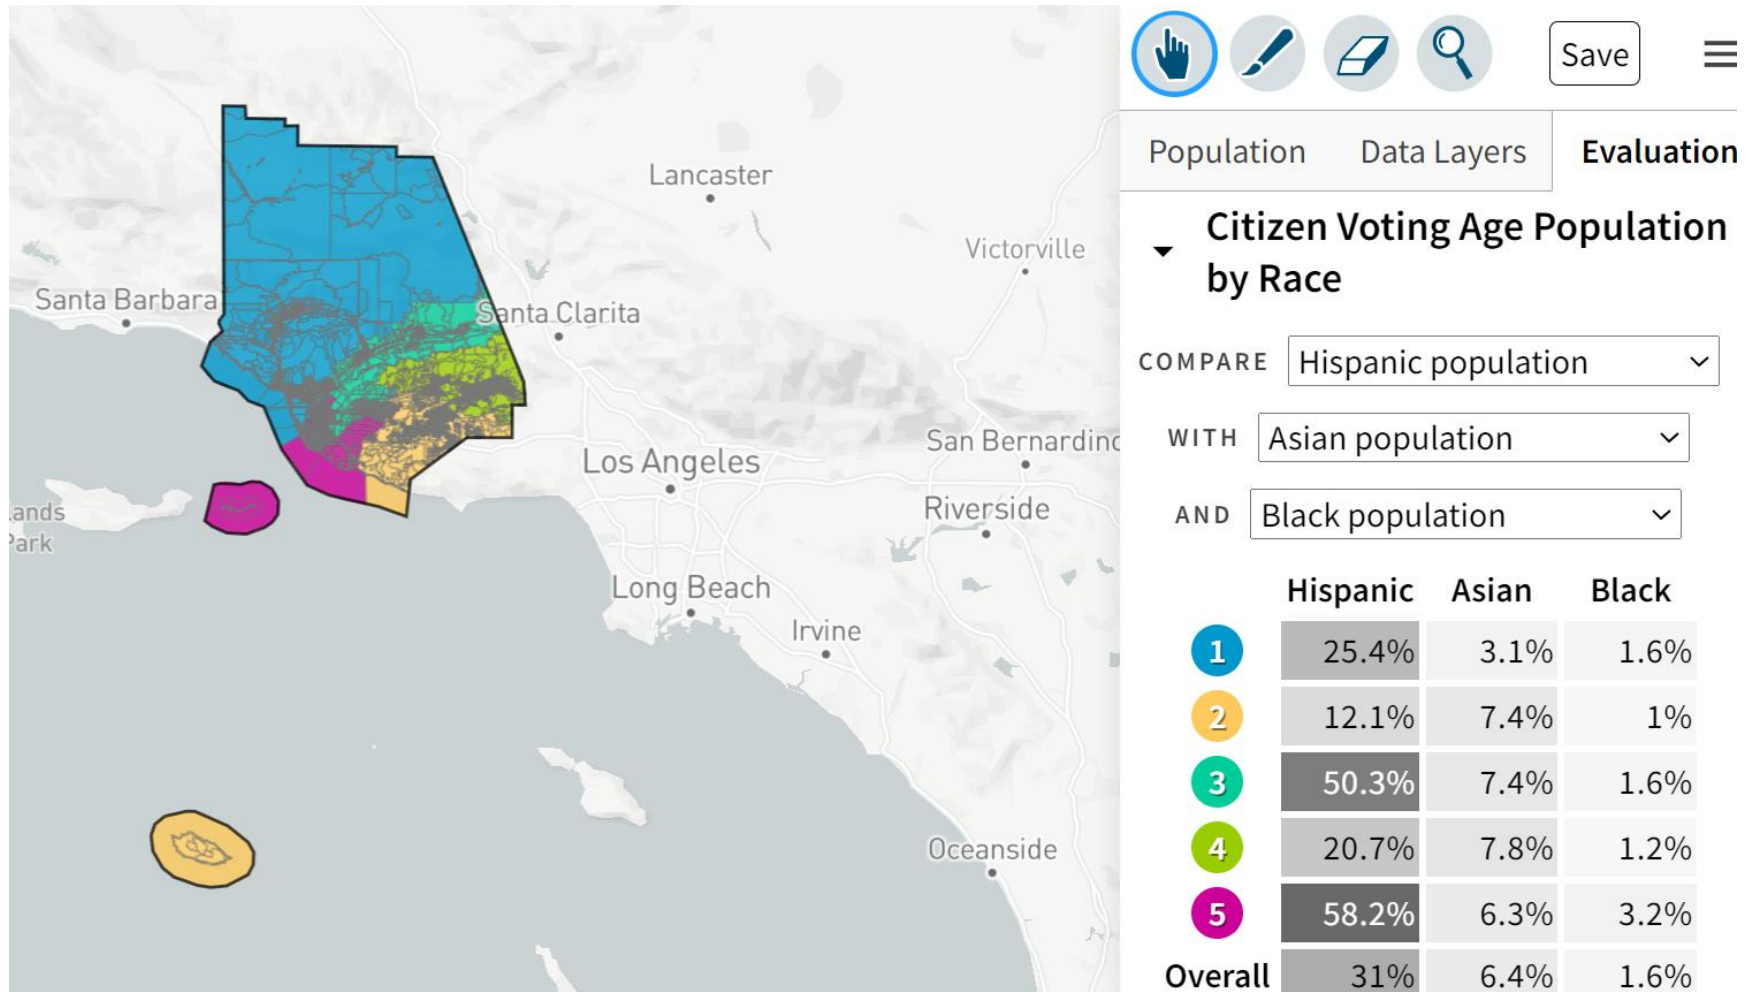 Save
Population Data Layers Evaluation
Citizen Voting Age Population
by Race
COMPARE Hispanic population
WITH Asian population
AND Black population
Hispanic Asian Black
1 25.4% 3.1% 1.6%
2 12.1% 7.4% 1%
3 50.3% 7.4% 1.6%
4 20.7% 7.8% 1.2%
5 58.2% 6.3% 3.2%
Overall 31% 6.4% 1.6%
Lancaster
Victorville
Santa Barbara
Santa Clarita
San Bernardino
Los Angeles
Riverside
ands
Park
Long Beach
Irvine
Oceanside